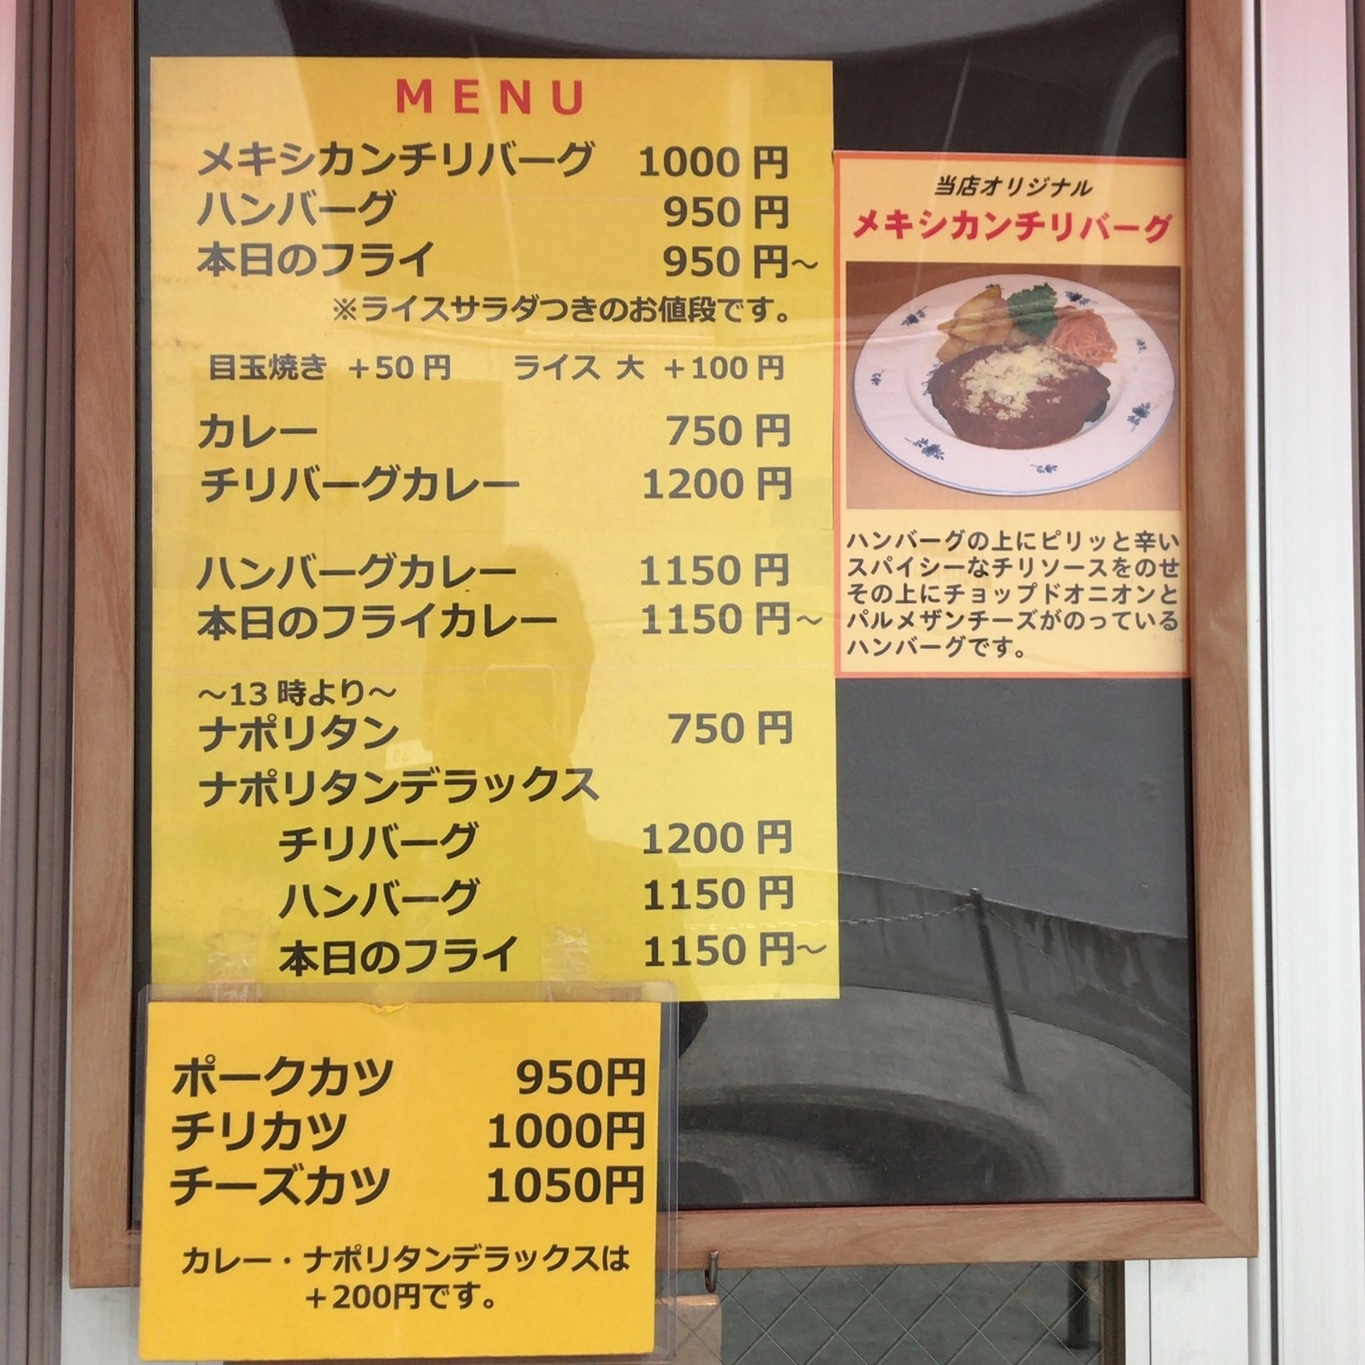 MENU
メキシカンチリバーグ 1000円
ハンバーグ 950円
本日のフライ 950円～
※ライスサラダつきのお値段です。
目玉焼き +50円 ライス 大 +100円
カレー 750円
チリバーグカレー 1200円
ハンバーグカレー 1150円
本日のフライカレー 1150円～
～13時より～
ナポリタン 750円
ナポリタンデラックス
チリバーグ 1200円
ハンバーグ 1150円
本日のフライ 1150円～
ポークカツ 950円
チリカツ 1000円
チーズカツ 1050円
カレー・ナポリタンデラックスは
+200円です。
当店オリジナル
メキシカンチリバーグ
ハンバーグの上にピリッと辛い
スパイシーなチリソースをのせ
その上にチョップドオニオンと
パルメザンチーズがのっている
ハンバーグです。